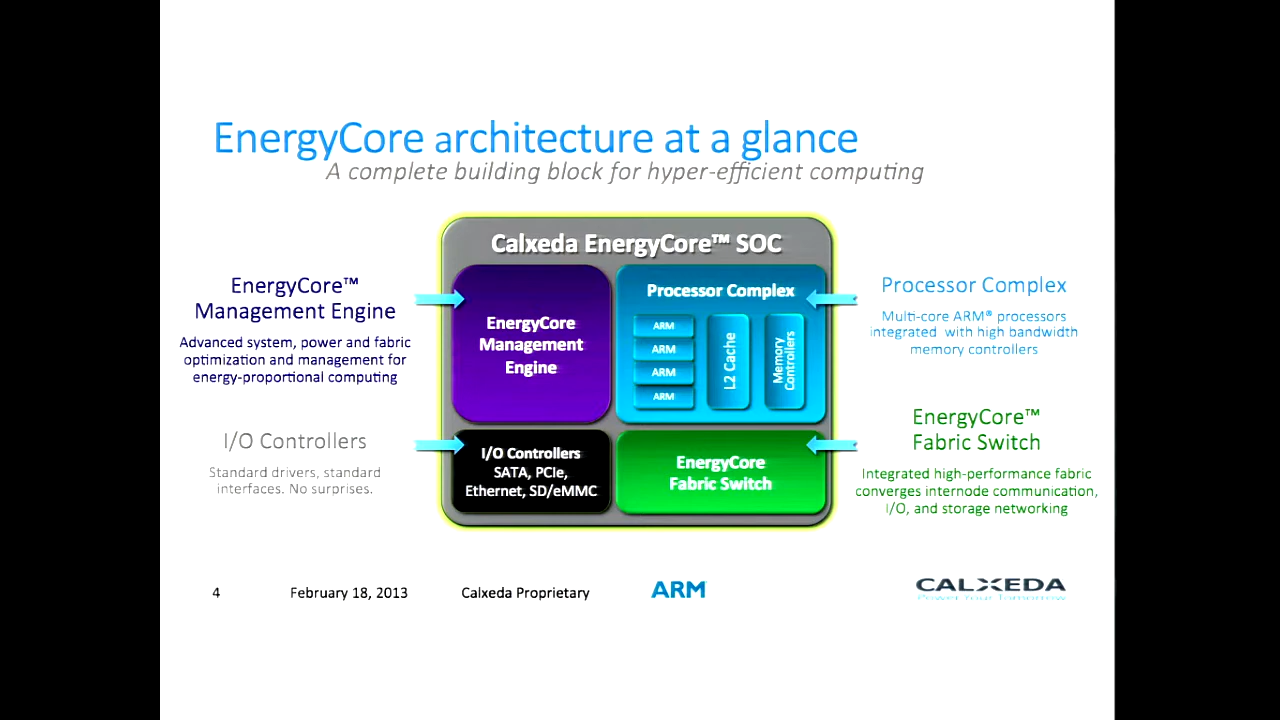 EnergyCore architecture at a glance
A complete building block for hyper-efficient computing
Calxeda EnergyCore™ SOC
EnergyCore™
Management Engine
Advanced system, power and fabric
optimization and management for
energy-proportional computing
I/O Controllers
Standard drivers, standard
interfaces. No surprises.
EnergyCore
Management
Engine
Processor Complex
ARM
ARM
ARM
ARM
L2 Cache
Memory
Controllers
I/O Controllers
SATA, PCIe,
Ethernet, SD/eMMC
EnergyCore
Fabric Switch
Processor Complex
Multi-core ARM® processors
integrated with high bandwidth
memory controllers
EnergyCore™
Fabric Switch
Integrated high-performance fabric
converges internode communication,
I/O, and storage networking
4
February 18, 2013
Calxeda Proprietary
ARM
CALXEDA